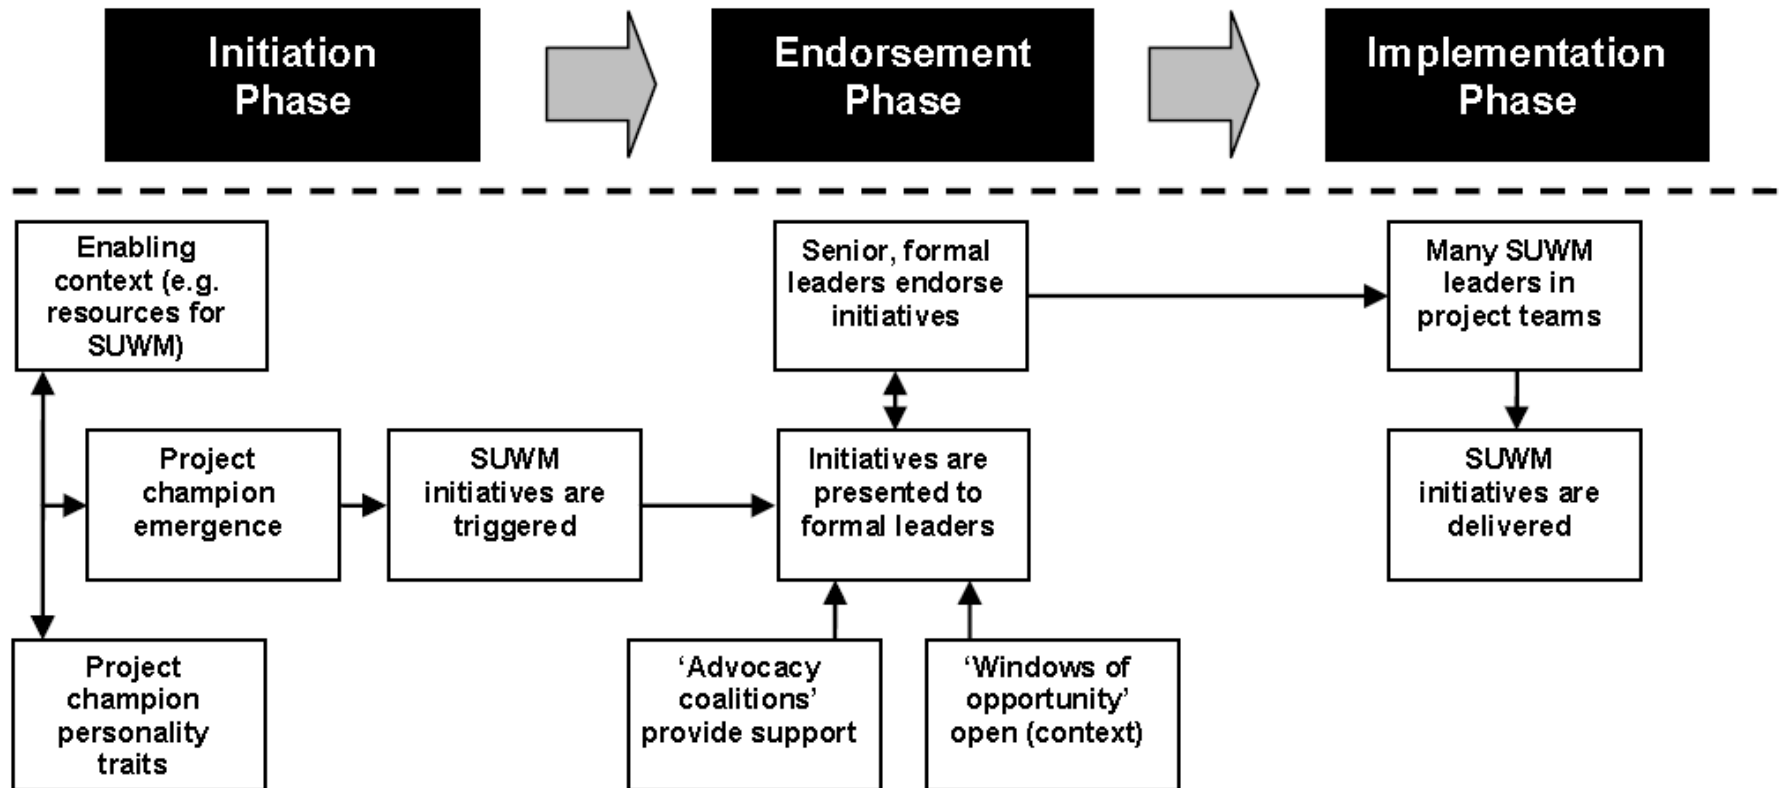 Initiation
Phase
Endorsement
Phase
Implementation
Phase
Enabling
context (e.g.
resources for
SUWM)
Senior, formal
leaders endorse
initiatives
Many SUWM
leaders in
project teams
Project
champion
emergence
SUWM
initiatives are
triggered
Initiatives are
presented to
formal leaders
SUWM
initiatives are
delivered
Project
champion
personality
traits
‘Advocacy
coalitions’
provide support
‘Windows of
opportunity’
open (context)